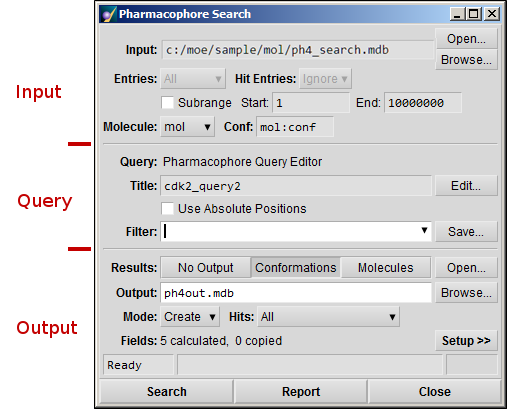 Pharmacophore Search
Input: c:/moe/sample/mol/ph4_search.mdb Open...
Browse...
Entries: All Hit Entries: Ignore
Input
Subrange Start: 1 End: 10000000
Molecule: mol Conf: mol:conf
Query: Pharmacophore Query Editor
Title: cdk2_query2 Edit...
Query
Use Absolute Positions
Filter: Save...
Results: No Output Conformations Molecules Open...
Output: ph4out.mdb Browse...
Mode: Create Hits: All
Output
Fields: 5 calculated, 0 copied Setup >>
Ready
Search Report Close